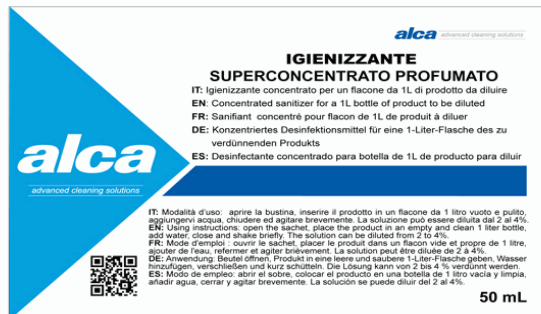 alca advanced cleaning solutions
IGIENIZZANTE
SUPERCONCENTRATO PROFUMATO
IT: Igienizzante concentrato per un flacone da 1L di prodotto da diluire
EN: Concentrated sanitizer for a 1L bottle of product to be diluted
FR: Sanifiant concentré pour flacon de 1L de produit à diluer
DE: Konzentriertes Desinfektionsmittel für eine 1-Liter-Flasche des zu
verdünnenden Produkts
ES: Desinfectante concentrado para botella de 1L de producto para diluir
alca
advanced cleaning solutions
IT: Modalità d'uso: aprire la bustina, inserire il prodotto in un flacone da 1 litro vuoto e pulito,
aggiungervi acqua, chiudere ed agitare brevemente. La soluzione può essere diluita dal 2 al 4%.
EN: Using instructions: open the sachet, place the product in an empty and clean 1 liter bottle,
add water, close and shake briefly. The solution can be diluted from 2 to 4%.
FR: Mode d'emploi : ouvrir le sachet, placer le produit dans un flacon vide et propre de 1 litre,
ajouter de l'eau, refermer et agiter brièvement. La solution peut être diluée de 2 à 4%.
DE: Anwendung: Beutel öffnen, Produkt in eine leere und saubere 1-Liter-Flasche geben, Wasser
hinzufügen, verschließen und kurz schütteln. Die Lösung kann von 2 bis 4 % verdünnt werden.
ES: Modo de empleo: abrir el sobre, colocar el producto en una botella de 1 litro vacía y limpia,
añadir agua, cerrar y agitar brevemente. La solución se puede diluir del 2 al 4%.
50 mL